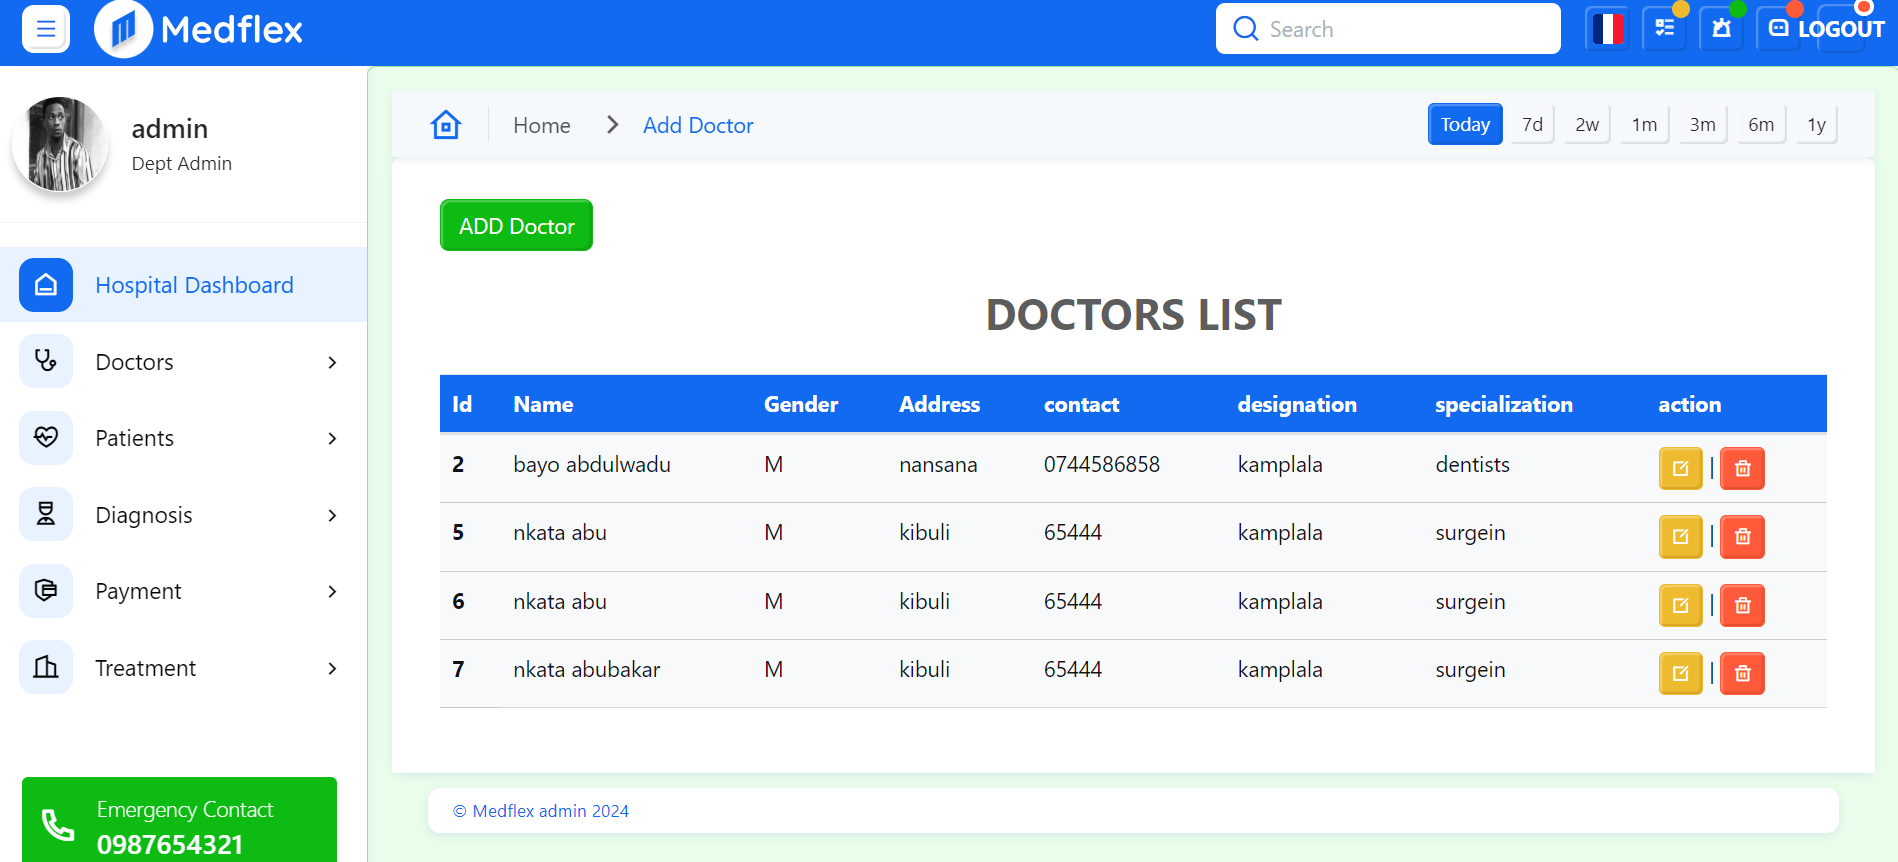 Medflex
Search
LOGOUT
admin
Dept Admin
Home
Add Doctor
Today 7d 2w 1m 3m 6m 1y
Hospital Dashboard
Doctors
Patients
Diagnosis
Payment
Treatment
Emergency Contact
0987654321
ADD Doctor
DOCTORS LIST
Id Name Gender Address contact designation specialization action
2 bayo abdulwadu M nansana 0744586858 kamplala dentists |
5 nkata abu M kibuli 65444 kamplala surgein |
6 nkata abu M kibuli 65444 kamplala surgein |
7 nkata abubakar M kibuli 65444 kamplala surgein |
© Medflex admin 2024